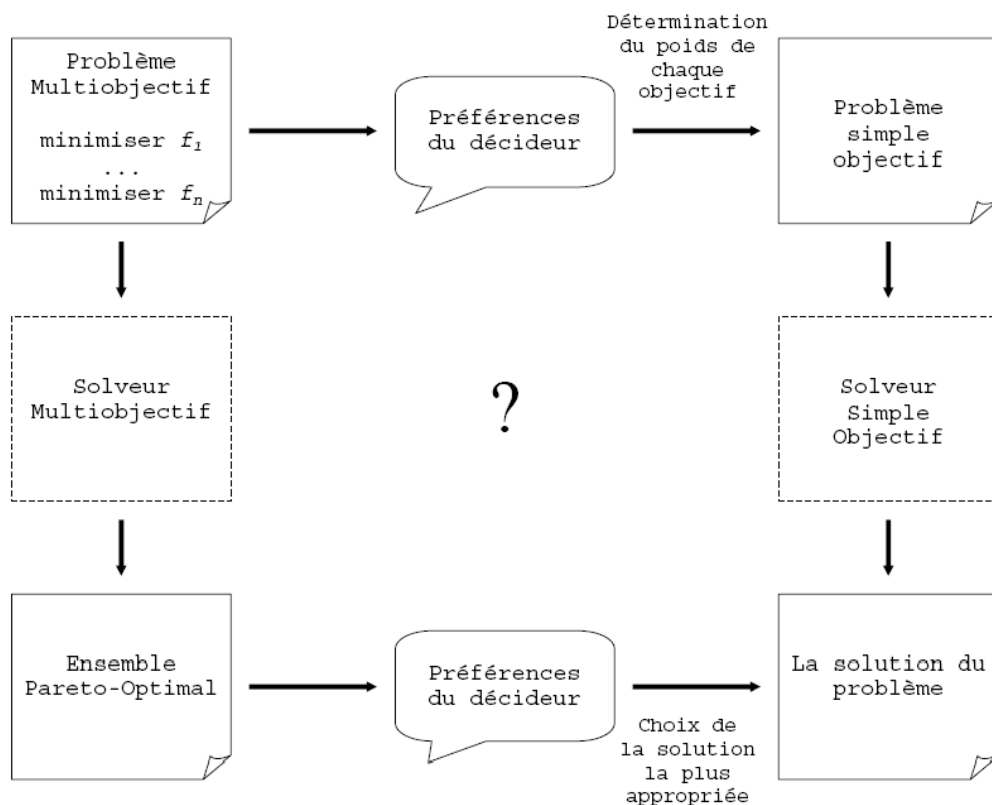 Problème
Multiobjectif
minimiser f1
...
minimiser fn
Préférences
du décideur
Détermination
du poids de
chaque
objectif
Problème
simple
objectif
Solveur
Multiobjectif
?
Solveur
Simple
Objectif
Ensemble
Pareto-Optimal
Préférences
du décideur
Choix de
la solution
la plus
appropriée
La solution du
problème